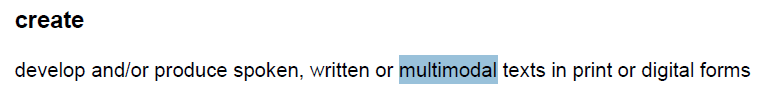 create
develop and/or produce spoken, written or multimodal texts in print or digital forms